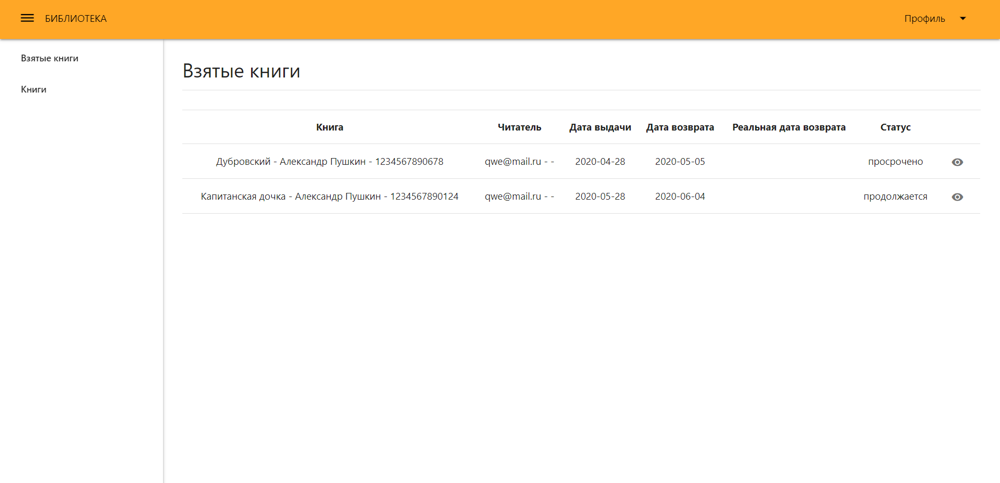 БИБЛИОТЕКА
Профиль
Взятые книги
Книги
Взятые книги
Книга Читатель Дата выдачи Дата возврата Реальная дата возврата Статус
Дубровский - Александр Пушкин - 1234567890678 qwe@mail.ru - - 2020-04-28 2020-05-05 просрочено
Капитанская дочка - Александр Пушкин - 1234567890124 qwe@mail.ru - - 2020-05-28 2020-06-04 продолжается